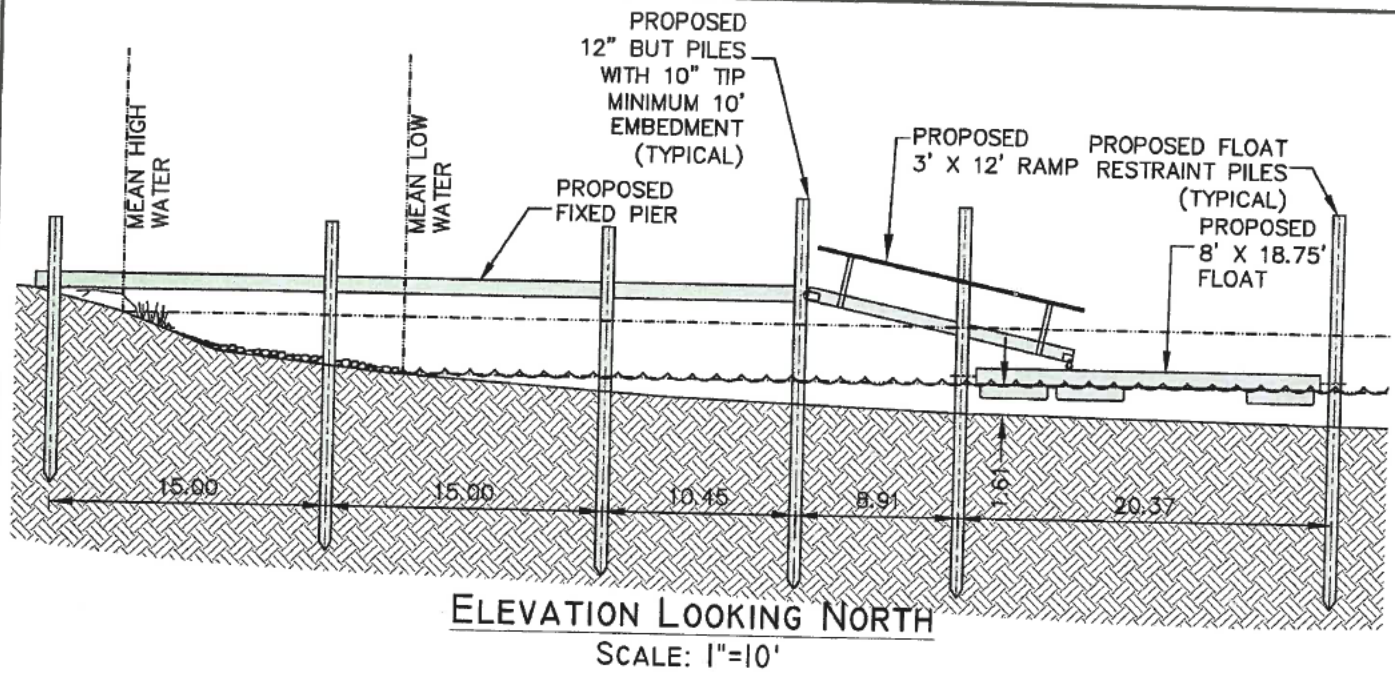 PROPOSED
12" BUT PILES
WITH 10" TIP
MINIMUM 10'
EMBEDMENT
(TYPICAL)
MEAN HIGH
WATER
MEAN LOW
WATER
PROPOSED
FIXED PIER
PROPOSED
3' X 12' RAMP
PROPOSED FLOAT
RESTRAINT PILES
(TYPICAL)
PROPOSED
8' X 18.75'
FLOAT
15.00
15.00
10.45
8.91
1.61
20.37
ELEVATION LOOKING NORTH
SCALE: 1"=10'